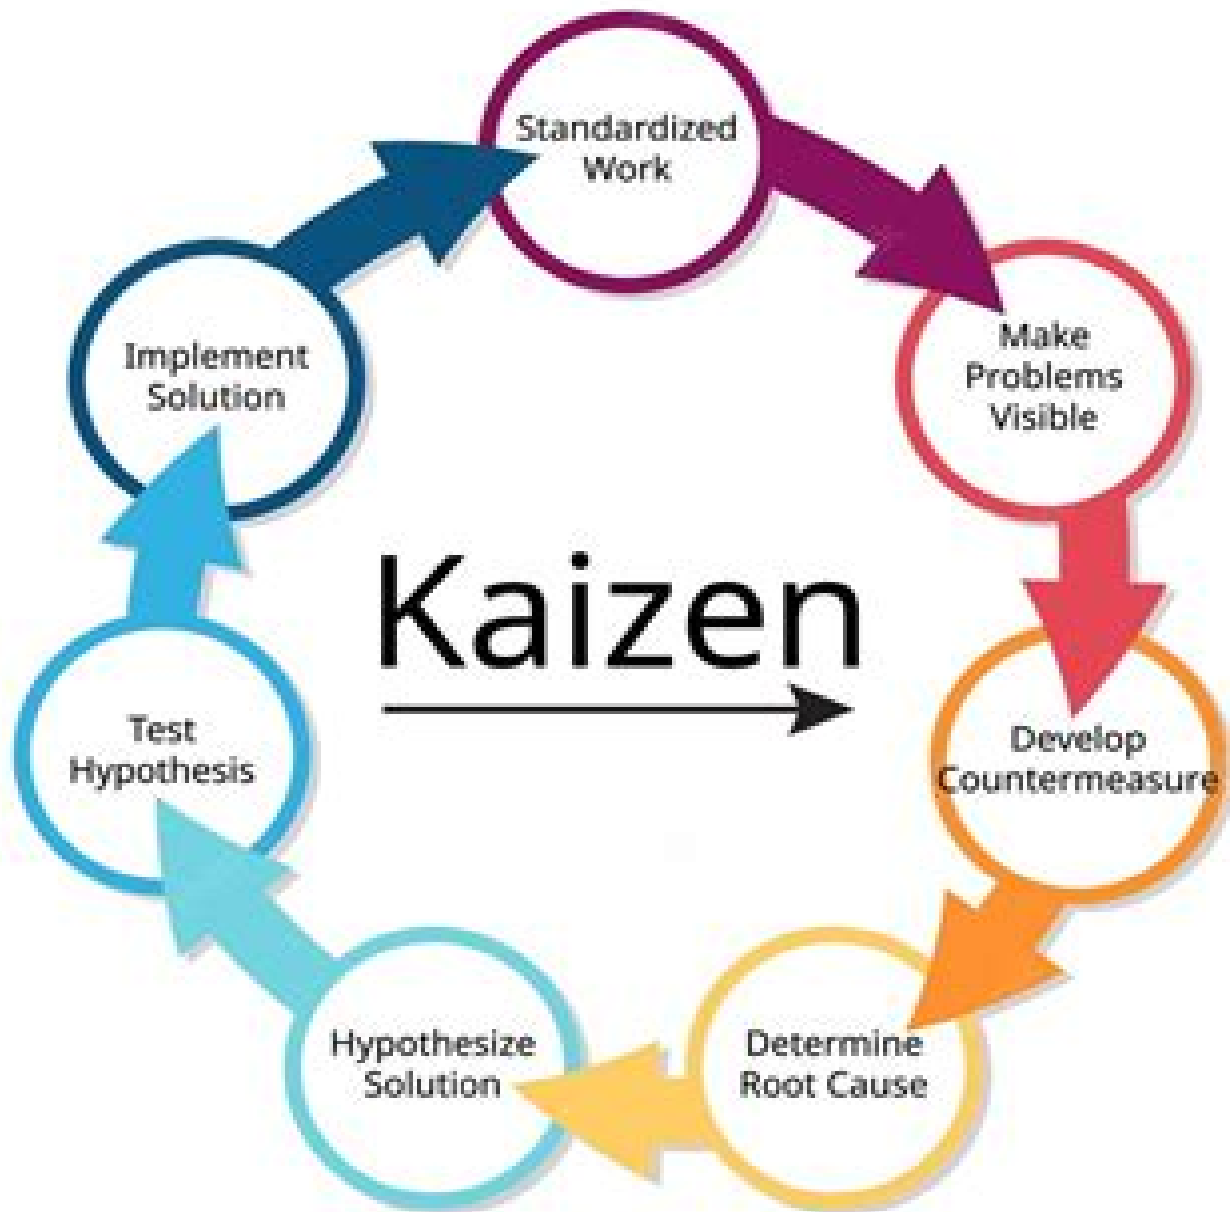 Standardized
Work
Make
Problems
Visible
Develop
Countermeasure
Determine
Root Cause
Hypothesize
Solution
Test
Hypothesis
Implement
Solution
Kaizen